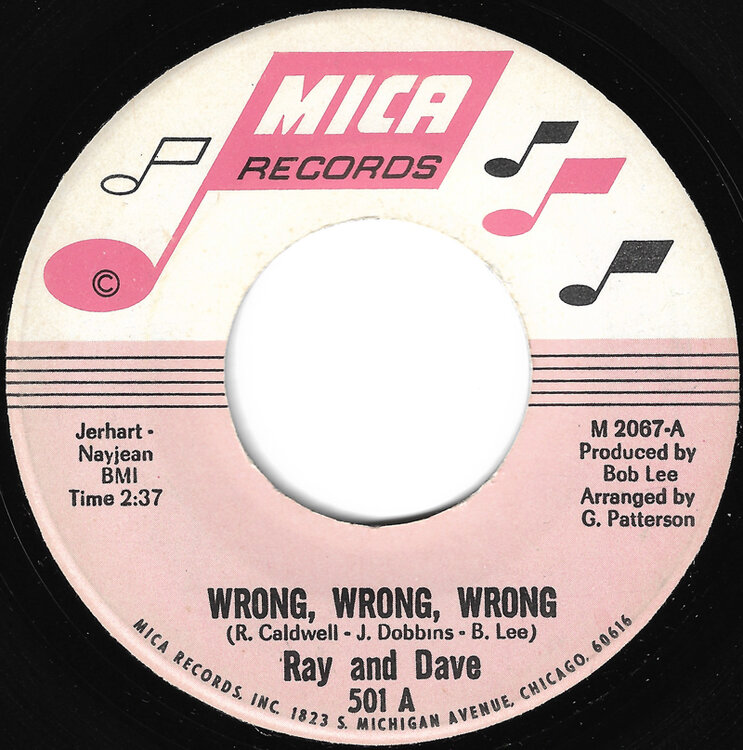 MICA
RECORDS
©
Jerhart -
Nayjean
BMI
Time 2:37
M 2067-A
Produced by
Bob Lee
Arranged by
G. Patterson
WRONG, WRONG, WRONG
(R. Caldwell - J. Dobbins - B. Lee)
Ray and Dave
501 A
MICA RECORDS, INC. 1823 S. MICHIGAN AVENUE, CHICAGO, 60616